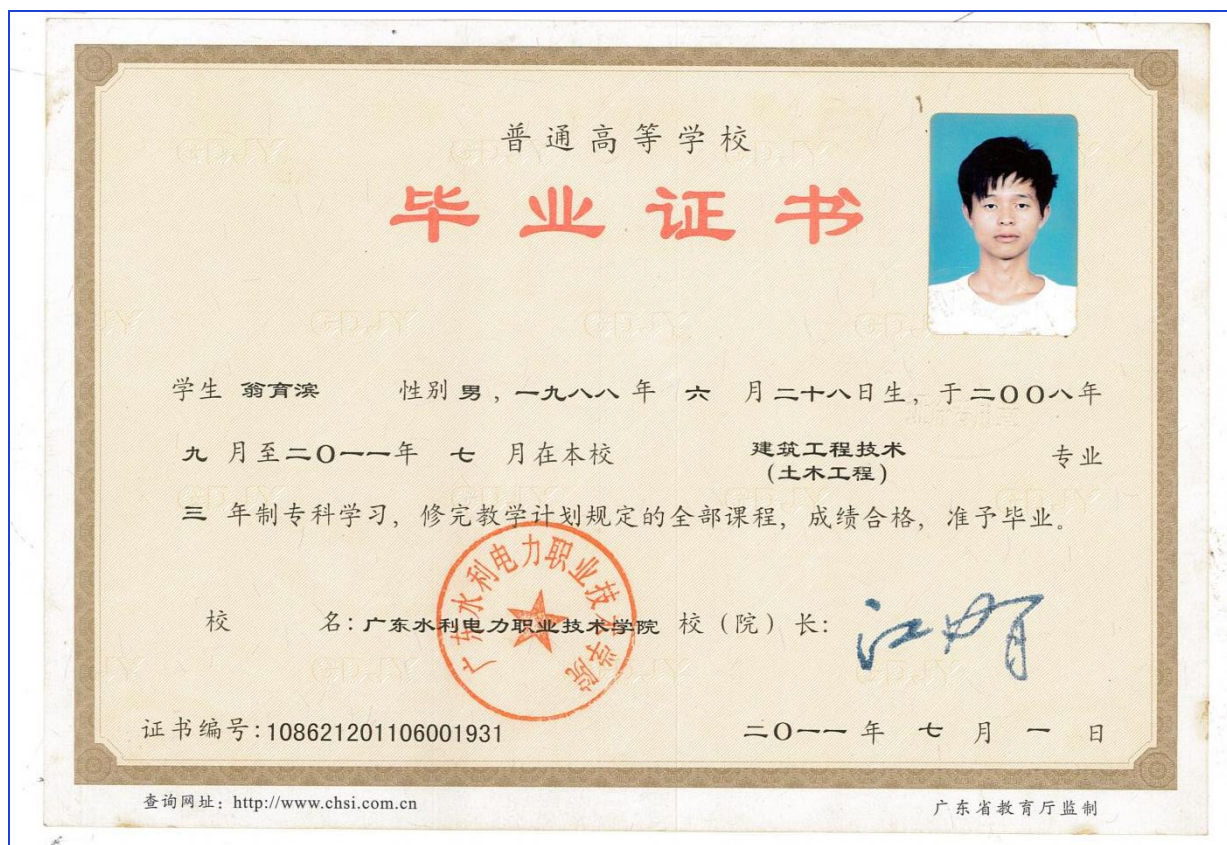 普通高等学校
毕业证书
学生 翁育滨 性别 男，一九八八 年 六 月 二十八日生，于 二〇〇八年
九 月至 二〇一一年 七 月在本校 建筑工程技术（土木工程） 专业
三 年制专科学习，修完教学计划规定的全部课程，成绩合格，准予毕业。
广东水利电力职业技术学院
校 名：广东水利电力职业技术学院 校（院）长：
证书编号：108621201106001931 二〇一一 年 七 月 一 日
查询网址：http://www.chsi.com.cn 广东省教育厅监制
GDJY